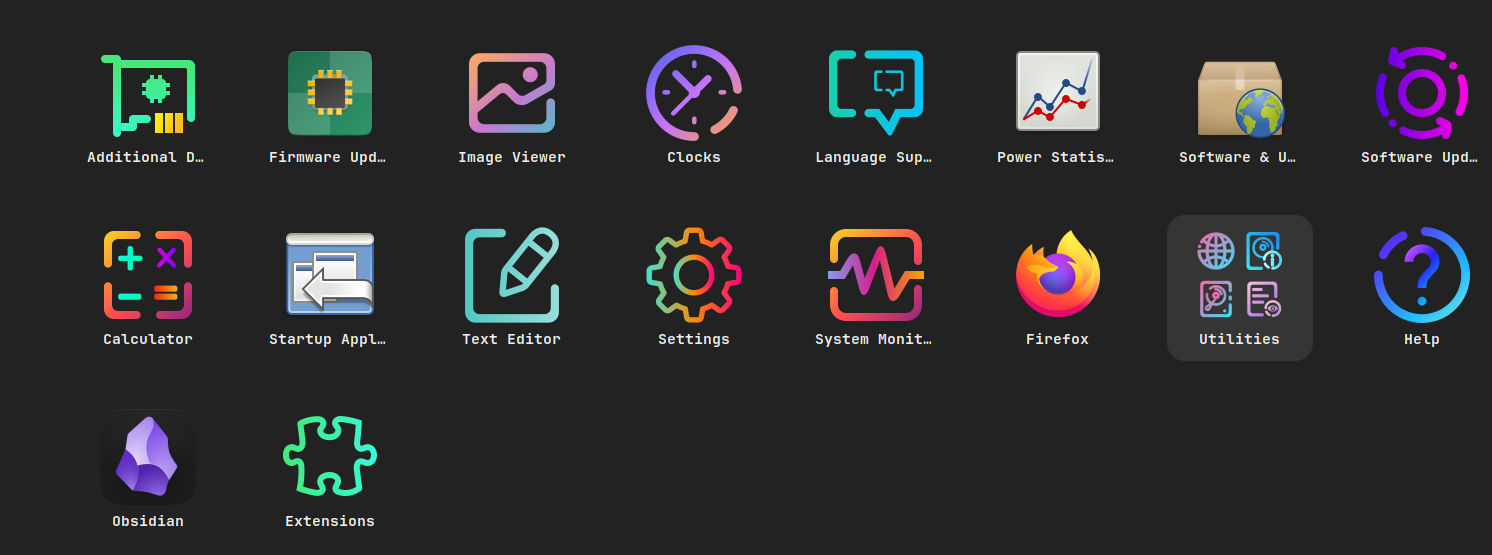 Additional D…
Firmware Upd…
Image Viewer
Clocks
Language Sup…
Power Statis…
Software & U…
Software Upd…
Calculator
Startup Appl…
Text Editor
Settings
System Monit…
Firefox
Utilities
Help
Obsidian
Extensions